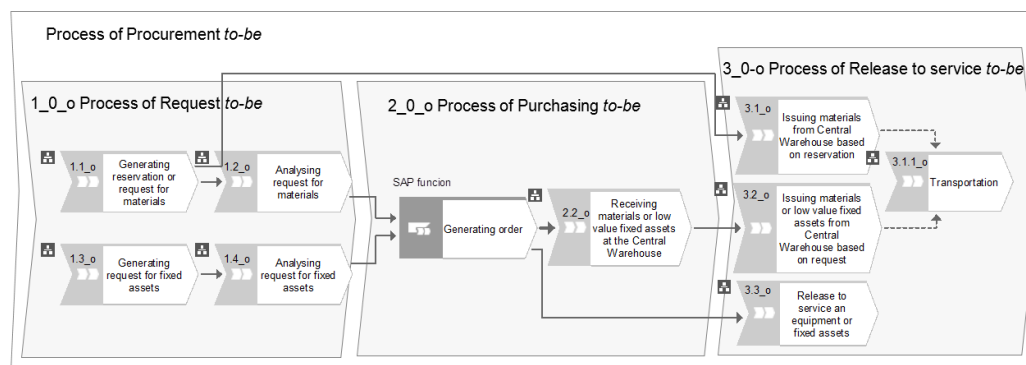 Process of Procurement to-be
1_0_o Process of Request to-be
1.1_o
Generating
reservation or
request for
materials
1.2_o
Analysing
request for
materials
1.3_o
Generating
request for fixed
assets
1.4_o
Analysing
request for fixed
assets
2_0_o Process of Purchasing to-be
SAP funcion
Generating order
2.2_o
Receiving
materials or low
value fixed assets
at the Central
Warehouse
3_0-o Process of Release to service to-be
3.1_o
Issuing materials
from Central
Warehouse based
on reservation
3.1.1_o
Transportation
3.2_o
Issuing materials
or low value fixed
assets from
Central
Warehouse based
on request
3.3_o
Release to
service an
equipment or
fixed assets